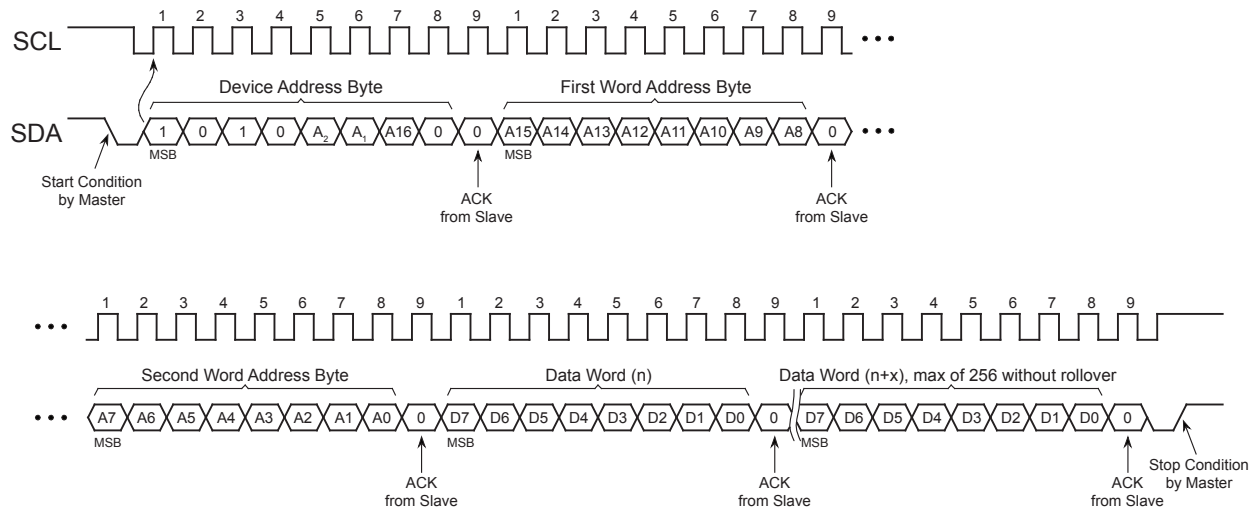 1 2 3 4 5 6 7 8 9 1 2 3 4 5 6 7 8 9
SCL
Device Address Byte First Word Address Byte
SDA 1 0 1 0 A2 A1 A16 0 0 A15 A14 A13 A12 A11 A10 A9 A8 0
MSB MSB
Start Condition
by Master
ACK
from Slave
ACK
from Slave
1 2 3 4 5 6 7 8 9 1 2 3 4 5 6 7 8 9 1 2 3 4 5 6 7 8 9
Second Word Address Byte Data Word (n) Data Word (n+x), max of 256 without rollover
A7 A6 A5 A4 A3 A2 A1 A0 0 D7 D6 D5 D4 D3 D2 D1 D0 0 D7 D6 D5 D4 D3 D2 D1 D0 0
MSB MSB MSB
ACK
from Slave
ACK
from Slave
ACK
from Slave
Stop Condition
by Master